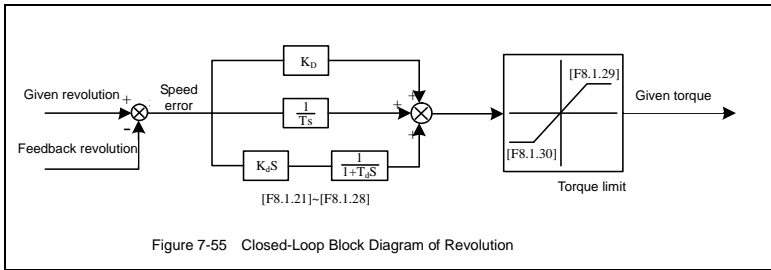 K_D
[F8.1.29]
Given revolution
+
Speed
error
+
1
Ts
+
Given torque
-
+
Feedback revolution
K_dS
1
1+T_dS
[F8.1.30]
[F8.1.21]~[F8.1.28]
Torque limit
Figure 7-55 Closed-Loop Block Diagram of Revolution